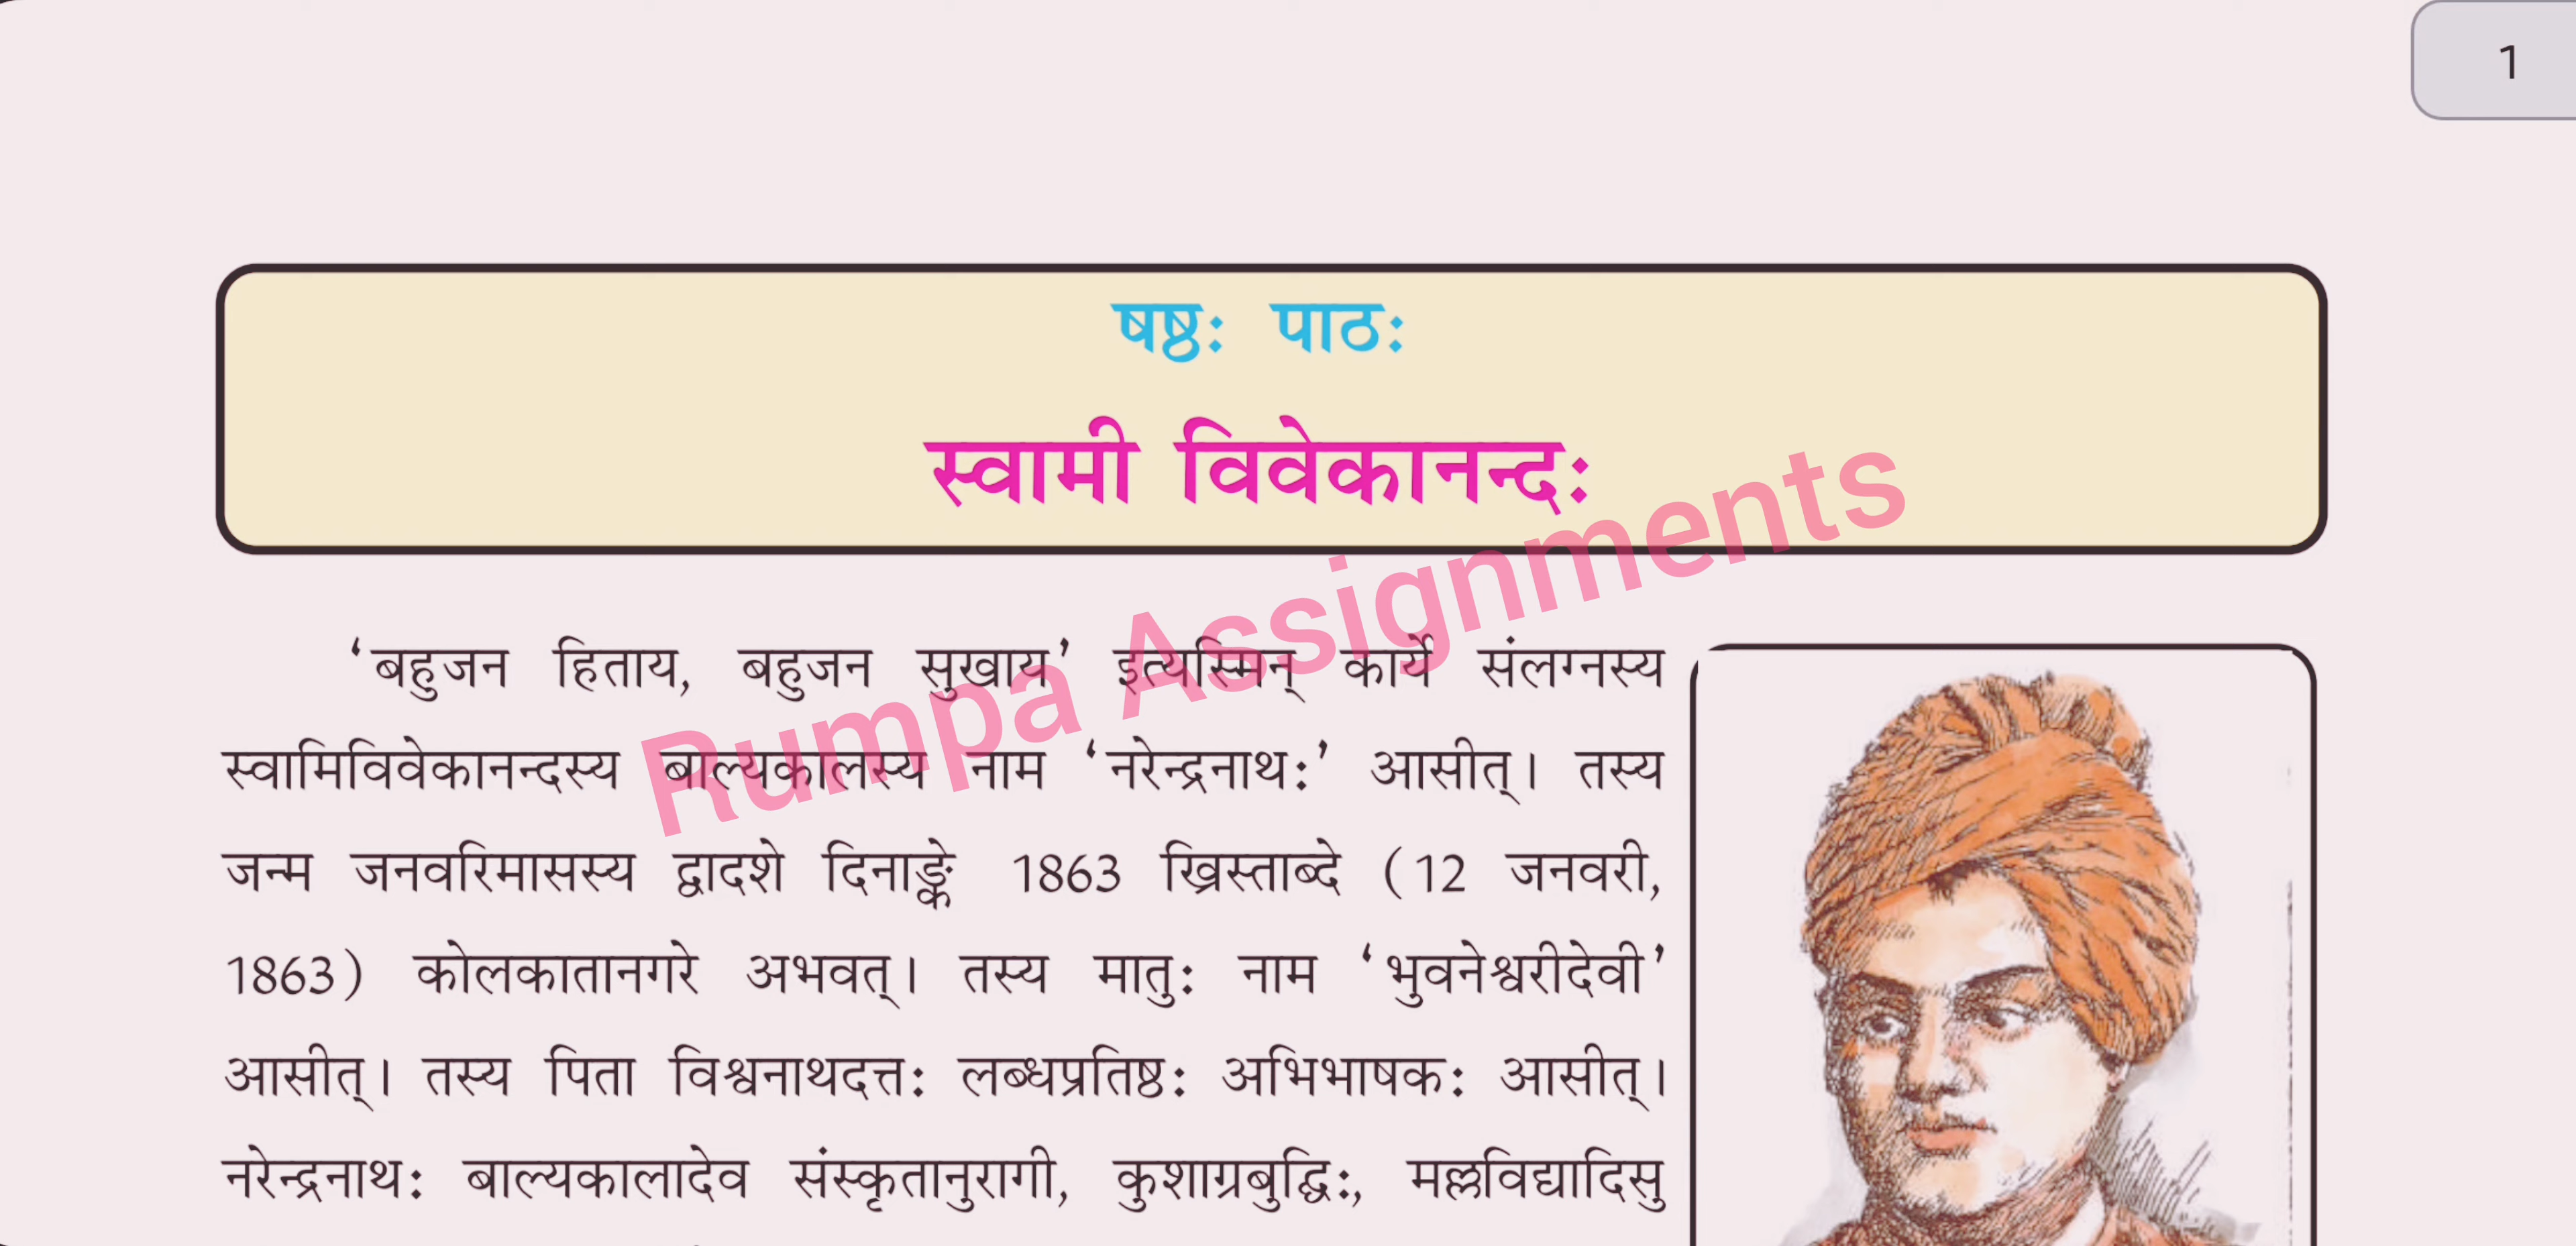 1
षष्ठः पाठः
स्वामी विवेकानन्दः
Rumpa Assignments
‘बहुजन हिताय, बहुजन सुखाय’ इत्यस्मिन् कार्ये संलग्नस्य
स्वामिविवेकानन्दस्य बाल्यकालस्य नाम ‘नरेन्द्रनाथः’ आसीत्। तस्य
जन्म जनवरिमासस्य द्वादशे दिनाङ्के 1863 ख्रिस्ताब्दे (12 जनवरी,
1863) कोलकातानगरे अभवत्। तस्य मातुः नाम ‘भुवनेश्वरीदेवी’
आसीत्। तस्य पिता विश्वनाथदत्तः लब्धप्रतिष्ठः अभिभाषकः आसीत्।
नरेन्द्रनाथः बाल्यकालादेव संस्कृतानुरागी, कुशाग्रबुद्धिः, मल्लविद्यादिसु